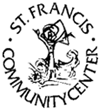 · ST. FRANCIS ·
COMMUNITY CENTER